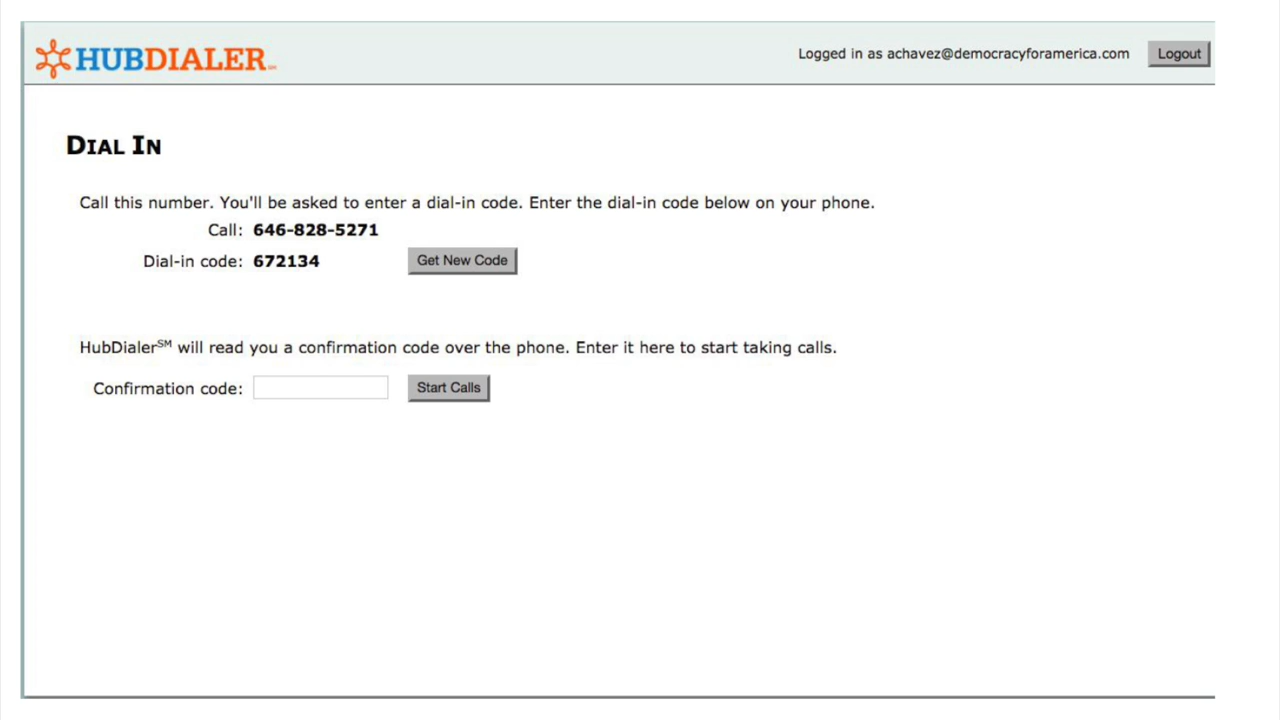 HUBDIALER
Logged in as achavez@democracyforamerica.com
Logout
DIAL IN
Call this number. You'll be asked to enter a dial-in code. Enter the dial-in code below on your phone.
Call: 646-828-5271
Dial-in code: 672134
Get New Code
HubDialer℠ will read you a confirmation code over the phone. Enter it here to start taking calls.
Confirmation code:
Start Calls